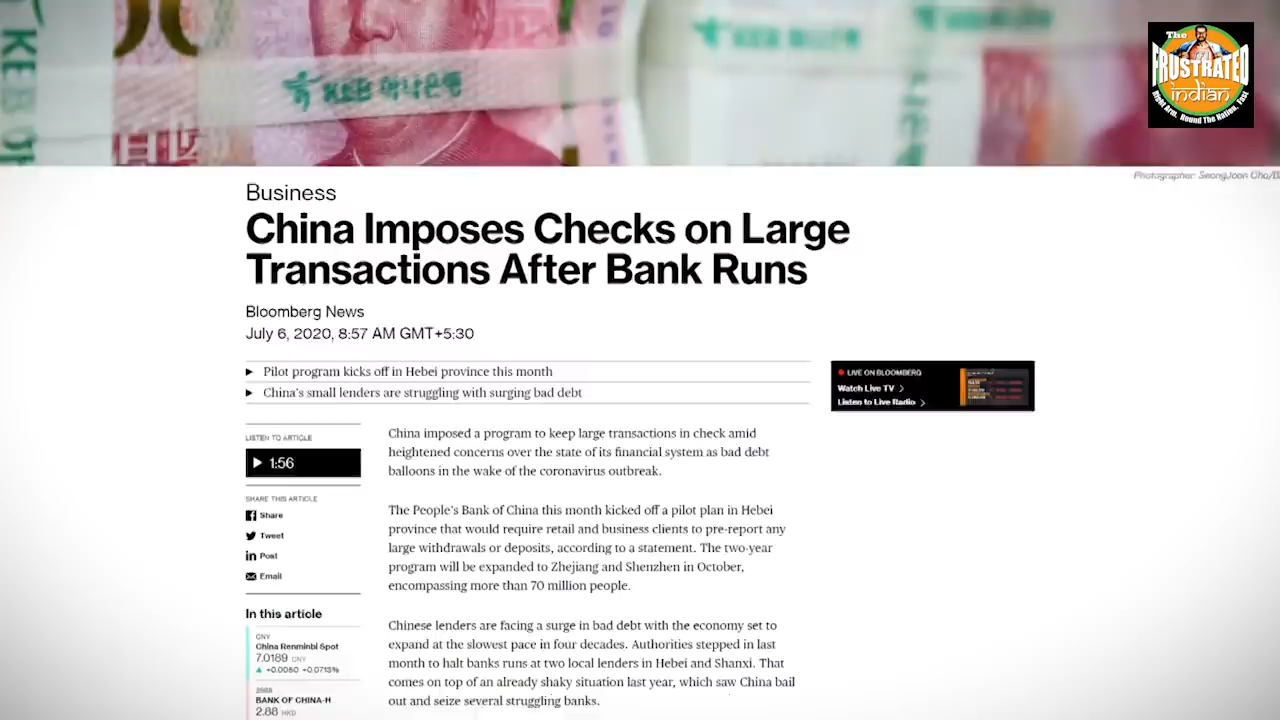 KEB
KEB 하나은행
The
FRUSTRATED
indian
Right Arm, Round The Nation, Fast
Photographer: SeongJoon Cho/B
Business
China Imposes Checks on Large
Transactions After Bank Runs
Bloomberg News
July 6, 2020, 8:57 AM GMT+5:30
Pilot program kicks off in Hebei province this month
China's small lenders are struggling with surging bad debt
LIVE ON BLOOMBERG
Watch Live TV
Listen to Live Radio
LISTEN TO ARTICLE
1:56
SHARE THIS ARTICLE
Share
Tweet
Post
Email
In this article
CNY
China Renminbi Spot
7.0189 CNY
+0.0050 +0.0713%
BANK OF CHINA-H
2.88 HKD
China imposed a program to keep large transactions in check amid
heightened concerns over the state of its financial system as bad debt
balloons in the wake of the coronavirus outbreak.
The People's Bank of China this month kicked off a pilot plan in Hebei
province that would require retail and business clients to pre-report any
large withdrawals or deposits, according to a statement. The two-year
program will be expanded to Zhejiang and Shenzhen in October,
encompassing more than 70 million people.
Chinese lenders are facing a surge in bad debt with the economy set to
expand at the slowest pace in four decades. Authorities stepped in last
month to halt banks runs at two local lenders in Hebei and Shanxi. That
comes on top of an already shaky situation last year, which saw China bail
out and seize several struggling banks.